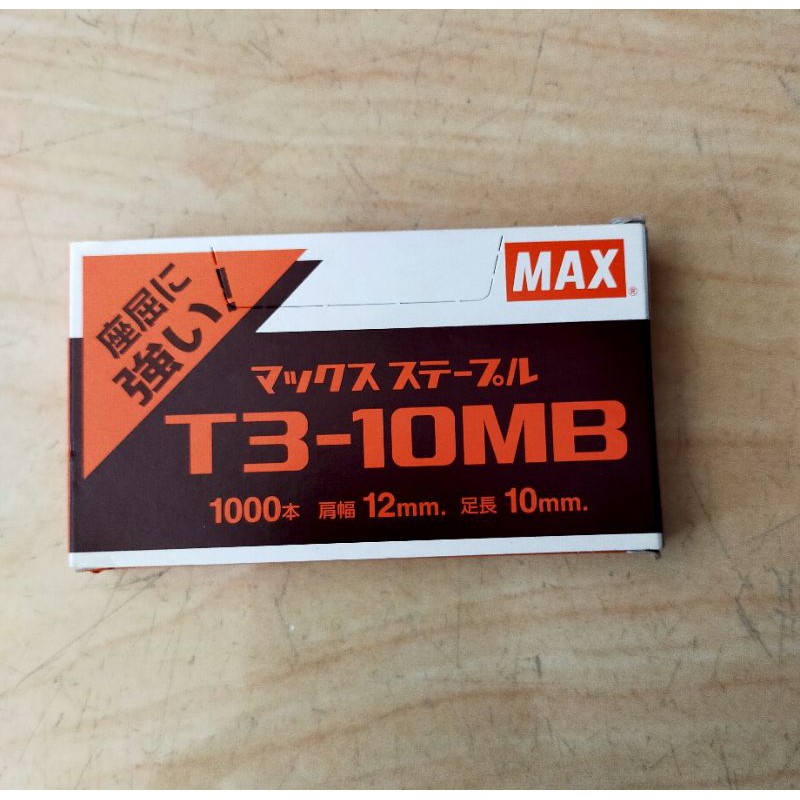 座屈に
強い!
MAX®
マックス ステープル
T3-10MB
1000本 肩幅 12mm. 足長 10mm.